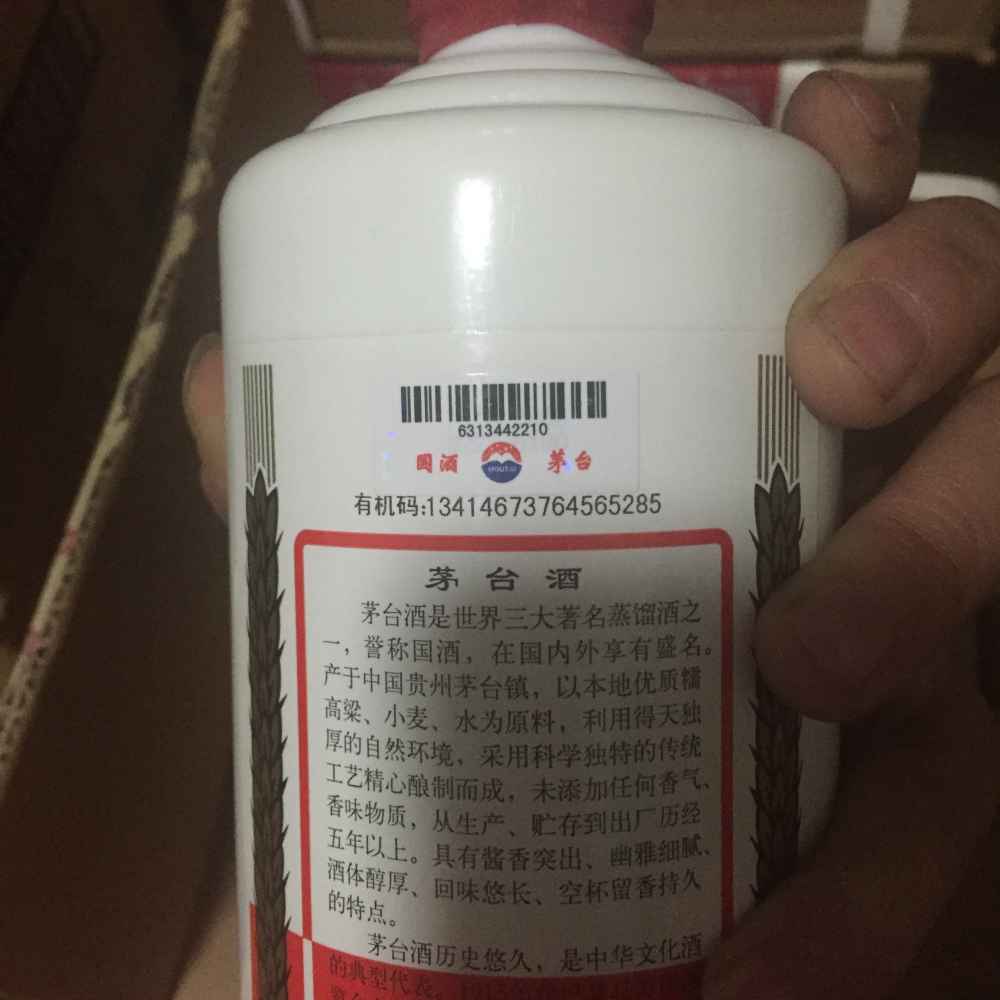 6313442210
国酒 MOUTAI 茅台
有机码:13414673764565285
茅台酒
茅台酒是世界三大著名蒸馏酒之
一，誉称国酒，在国内外享有盛名。
产于中国贵州茅台镇，以本地优质糯
高粱、小麦、水为原料，利用得天独
厚的自然环境，采用科学独特的传统
工艺精心酿制而成，未添加任何香气、
香味物质，从生产、贮存到出厂历经
五年以上。具有酱香突出、幽雅细腻、
酒体醇厚、回味悠长、空杯留香持久
的特点。
茅台酒历史悠久，是中华文化酒
的典型代表。